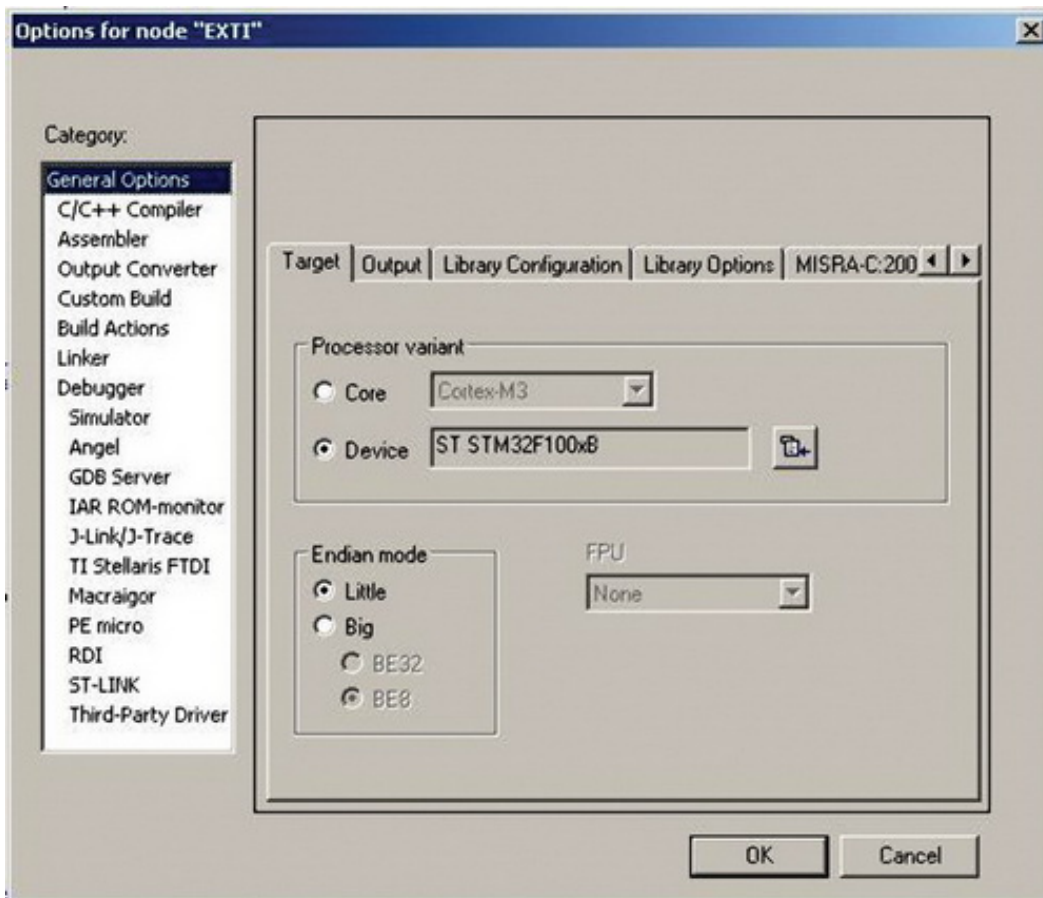 Options for node "EXTI"
Category:
General Options
C/C++ Compiler
Assembler
Output Converter
Custom Build
Build Actions
Linker
Debugger
Simulator
Angel
GDB Server
IAR ROM-monitor
J-Link/J-Trace
TI Stellaris FTDI
Macraigor
PE micro
RDI
ST-LINK
Third-Party Driver
Target Output Library Configuration Library Options MISRA-C:200
Processor variant
Core Cortex-M3
Device ST STM32F100xB
Endian mode
Little
Big
BE32
BE8
FPU
None
OK Cancel